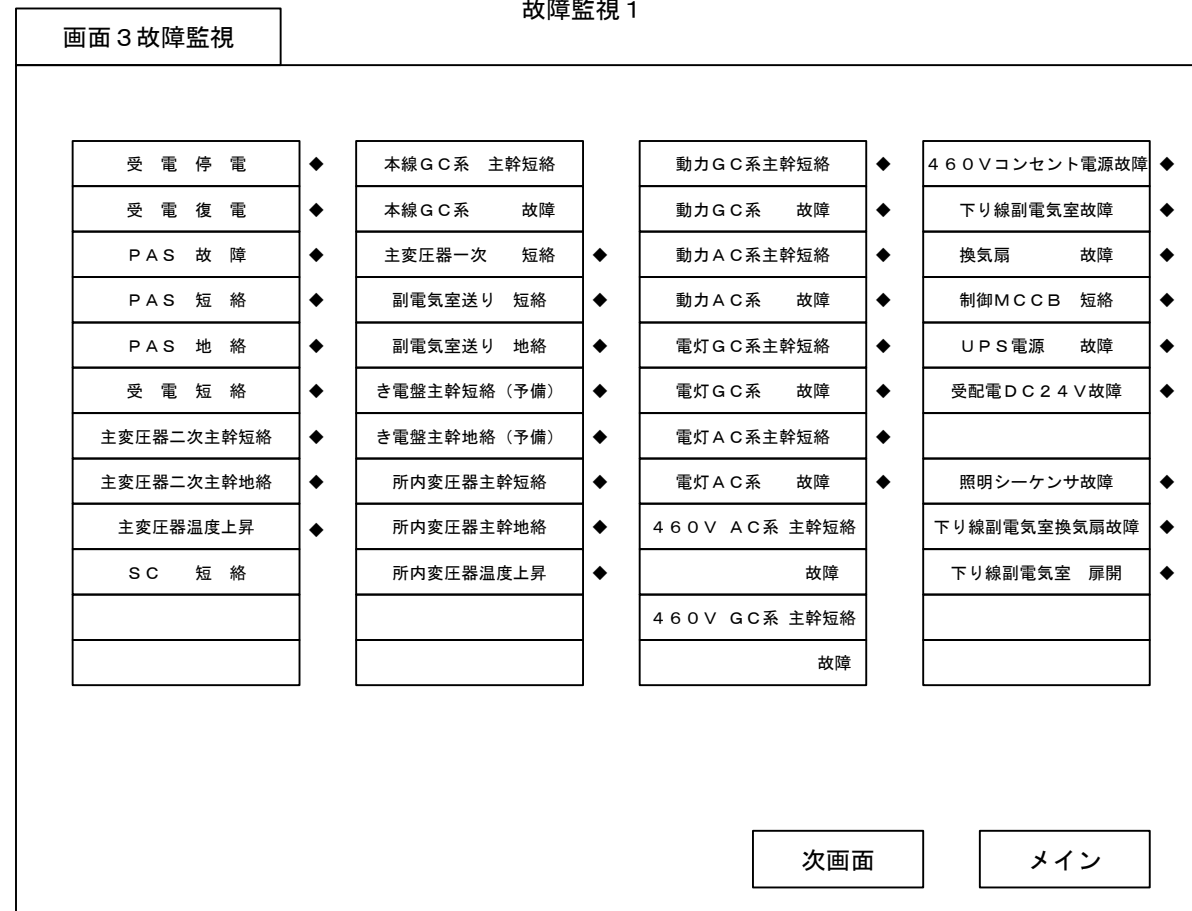 故障監視１
画面３故障監視
受　電　停　電 ◆
受　電　復　電 ◆
ＰＡＳ　故　障 ◆
ＰＡＳ　短　絡 ◆
ＰＡＳ　地　絡 ◆
受　電　短　絡 ◆
主変圧器二次主幹短絡 ◆
主変圧器二次主幹地絡 ◆
主変圧器温度上昇 ◆
ＳＣ　　短　絡
本線ＧＣ系　主幹短絡
本線ＧＣ系　　　故障
主変圧器一次　　短絡 ◆
副電気室送り　短絡 ◆
副電気室送り　地絡 ◆
き電盤主幹短絡（予備） ◆
き電盤主幹地絡（予備） ◆
所内変圧器主幹短絡 ◆
所内変圧器主幹地絡 ◆
所内変圧器温度上昇 ◆
動力ＧＣ系主幹短絡 ◆
動力ＧＣ系　　故障 ◆
動力ＡＣ系主幹短絡 ◆
動力ＡＣ系　　故障 ◆
電灯ＧＣ系主幹短絡 ◆
電灯ＧＣ系　　故障 ◆
電灯ＡＣ系主幹短絡 ◆
電灯ＡＣ系　　故障 ◆
４６０Ｖ ＡＣ系 主幹短絡
故障
４６０Ｖ ＧＣ系 主幹短絡
故障
４６０Ｖコンセント電源故障 ◆
下り線副電気室故障 ◆
換気扇　　　　故障 ◆
制御ＭＣＣＢ　短絡 ◆
ＵＰＳ電源　　故障 ◆
受配電ＤＣ２４Ｖ故障 ◆
照明シーケンサ故障 ◆
下り線副電気室換気扇故障 ◆
下り線副電気室　扉開 ◆
次画面
メイン